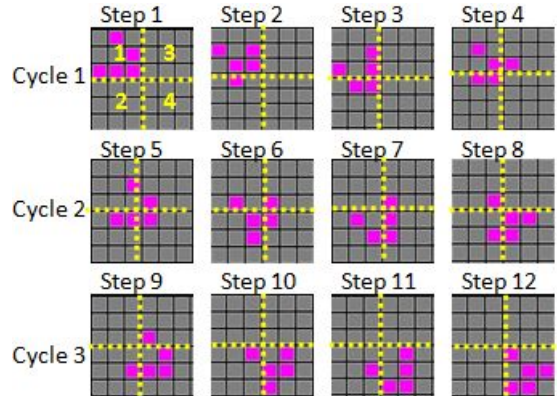 Step 1 Step 2 Step 3 Step 4
Cycle 1
1 3
2 4
Step 5 Step 6 Step 7 Step 8
Cycle 2
Step 9 Step 10 Step 11 Step 12
Cycle 3